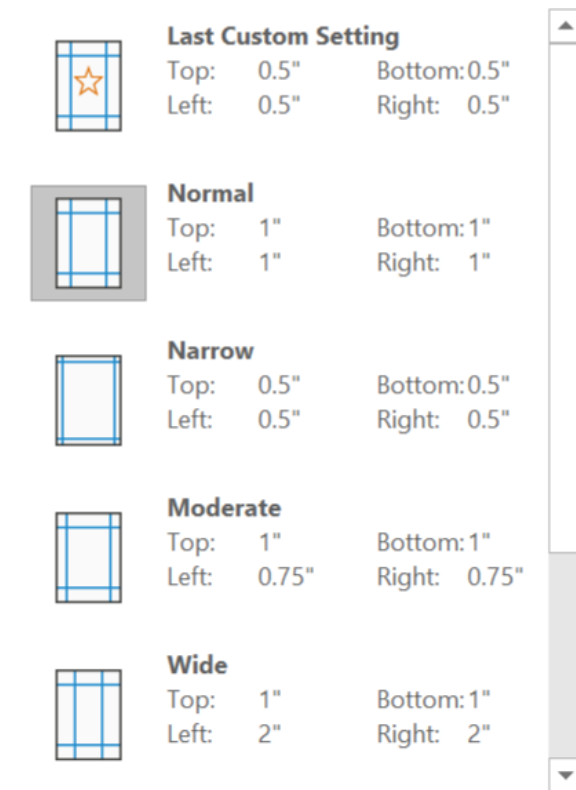 Last Custom Setting
Top: 0.5" Bottom: 0.5"
Left: 0.5" Right: 0.5"
Normal
Top: 1" Bottom: 1"
Left: 1" Right: 1"
Narrow
Top: 0.5" Bottom: 0.5"
Left: 0.5" Right: 0.5"
Moderate
Top: 1" Bottom: 1"
Left: 0.75" Right: 0.75"
Wide
Top: 1" Bottom: 1"
Left: 2" Right: 2"